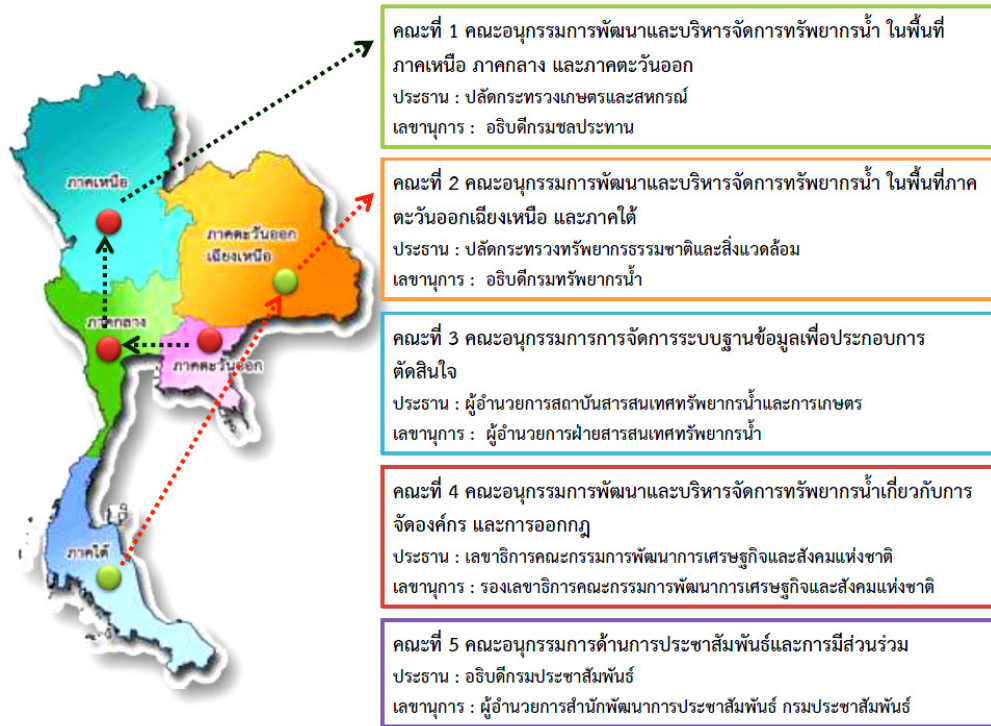 คณะที่ 1 คณะอนุกรรมการพัฒนาและบริหารจัดการทรัพยากรน้ำ ในพื้นที่
ภาคเหนือ ภาคกลาง และภาคตะวันออก
ประธาน : ปลัดกระทรวงเกษตรและสหกรณ์
เลขานุการ : อธิบดีกรมชลประทาน
คณะที่ 2 คณะอนุกรรมการพัฒนาและบริหารจัดการทรัพยากรน้ำ ในพื้นที่ภาค
ตะวันออกเฉียงเหนือ และภาคใต้
ประธาน : ปลัดกระทรวงทรัพยากรธรรมชาติและสิ่งแวดล้อม
เลขานุการ : อธิบดีกรมทรัพยากรน้ำ
คณะที่ 3 คณะอนุกรรมการการจัดการระบบฐานข้อมูลเพื่อประกอบการ
ตัดสินใจ
ประธาน : ผู้อำนวยการสถาบันสารสนเทศทรัพยากรน้ำและการเกษตร
เลขานุการ : ผู้อำนวยการฝ่ายสารสนเทศทรัพยากรน้ำ
คณะที่ 4 คณะอนุกรรมการพัฒนาและบริหารจัดการทรัพยากรน้ำเกี่ยวกับการ
จัดองค์กร และการออกกฎ
ประธาน : เลขาธิการคณะกรรมการพัฒนาการเศรษฐกิจและสังคมแห่งชาติ
เลขานุการ : รองเลขาธิการคณะกรรมการพัฒนาการเศรษฐกิจและสังคมแห่งชาติ
คณะที่ 5 คณะอนุกรรมการด้านการประชาสัมพันธ์และการมีส่วนร่วม
ประธาน : อธิบดีกรมประชาสัมพันธ์
เลขานุการ : ผู้อำนวยการสำนักพัฒนาการประชาสัมพันธ์ กรมประชาสัมพันธ์
ภาคเหนือ
ภาคตะวันออก
เฉียงเหนือ
ภาคกลาง
ภาคตะวันออก
ภาคใต้